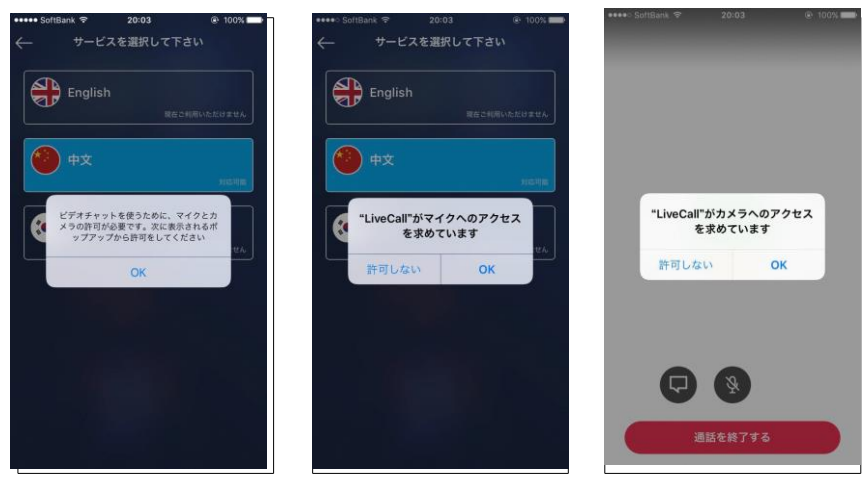 SoftBank 20:03 100%
サービスを選択して下さい
English
現在ご利用いただけません
中文
対応可能
ビデオチャットを使うために、マイクとカ
メラの許可が必要です。次に表示されるポ
ップアップから許可をしてください
せん
OK
SoftBank 20:03 100%
サービスを選択して下さい
English
現在ご利用いただけません
中文
対応可能
“LiveCall”がマイクへのアクセス
を求めています
せん
許可しない OK
SoftBank 20:03 100%
“LiveCall”がカメラへのアクセス
を求めています
許可しない OK
通話を終了する